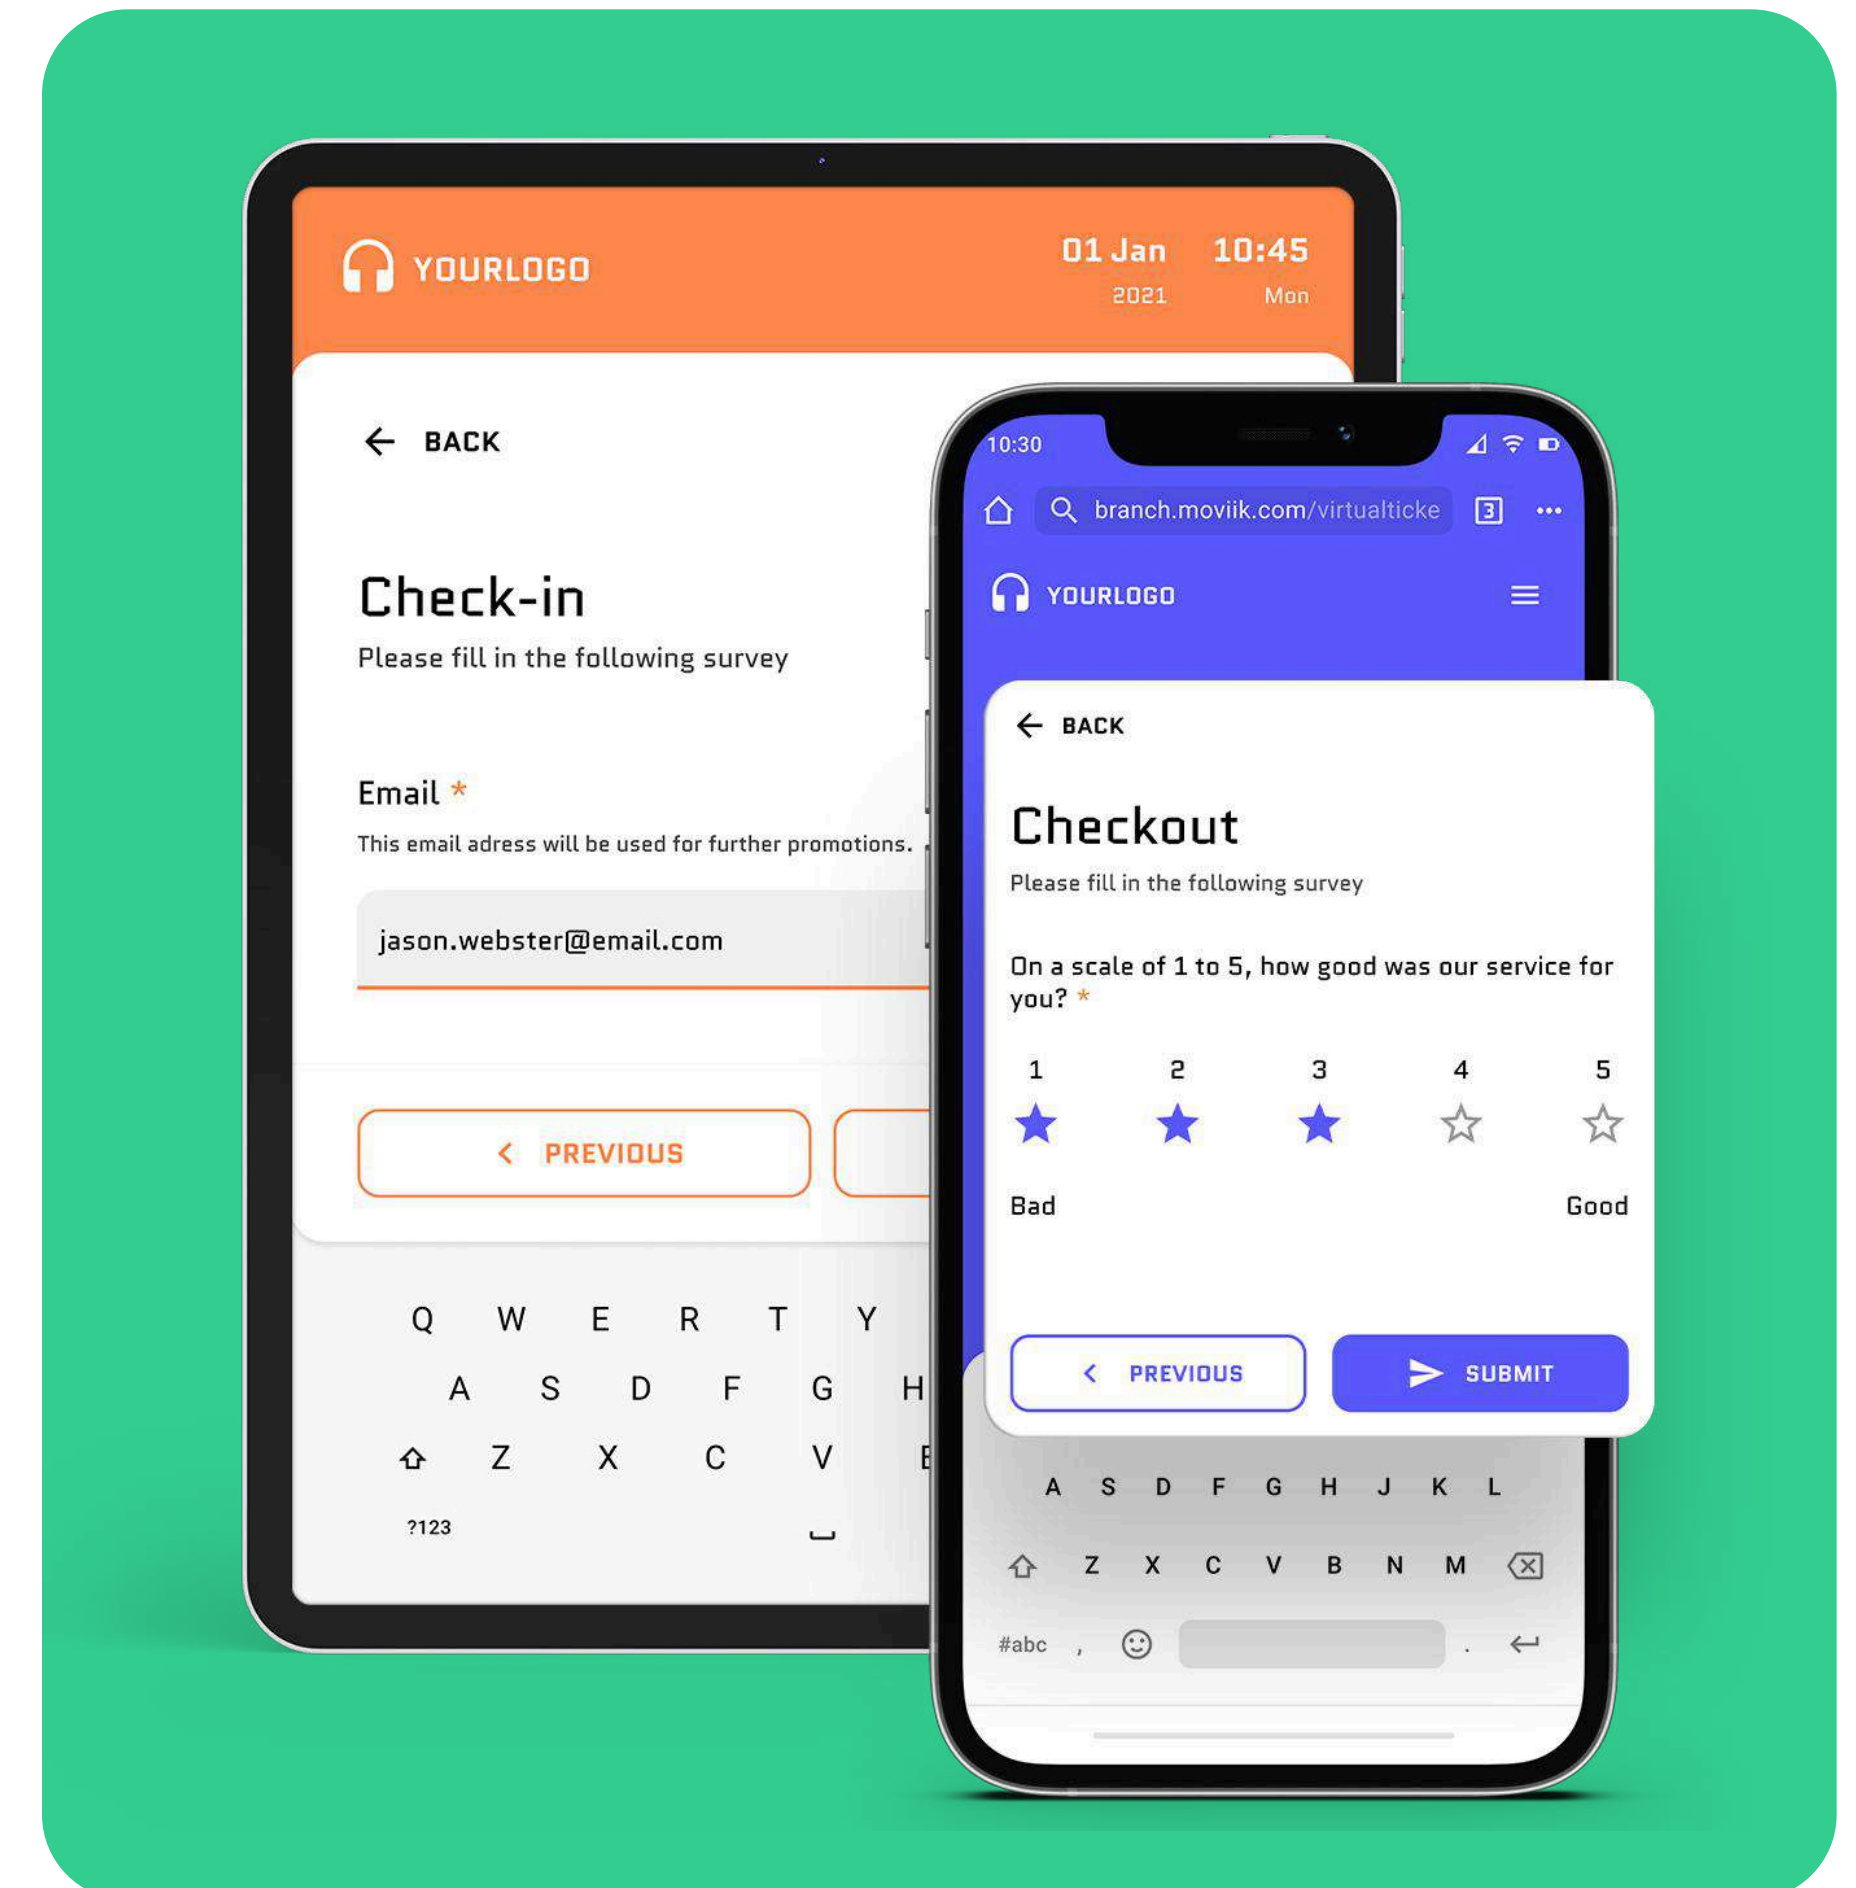 YOURLOGO
01 Jan 10:45
2021 Mon
BACK
Check-in
Please fill in the following survey
Email *
This email adress will be used for further promotions.
jason.webster@email.com
PREVIOUS
Q W E R T Y
A S D F G H
Z X C V
?123
10:30
branch.moviik.com/virtualticke 3
YOURLOGO
BACK
Checkout
Please fill in the following survey
On a scale of 1 to 5, how good was our service for
you? *
1 2 3 4 5
Bad Good
PREVIOUS SUBMIT
A S D F G H J K L
Z X C V B N M
#abc , .